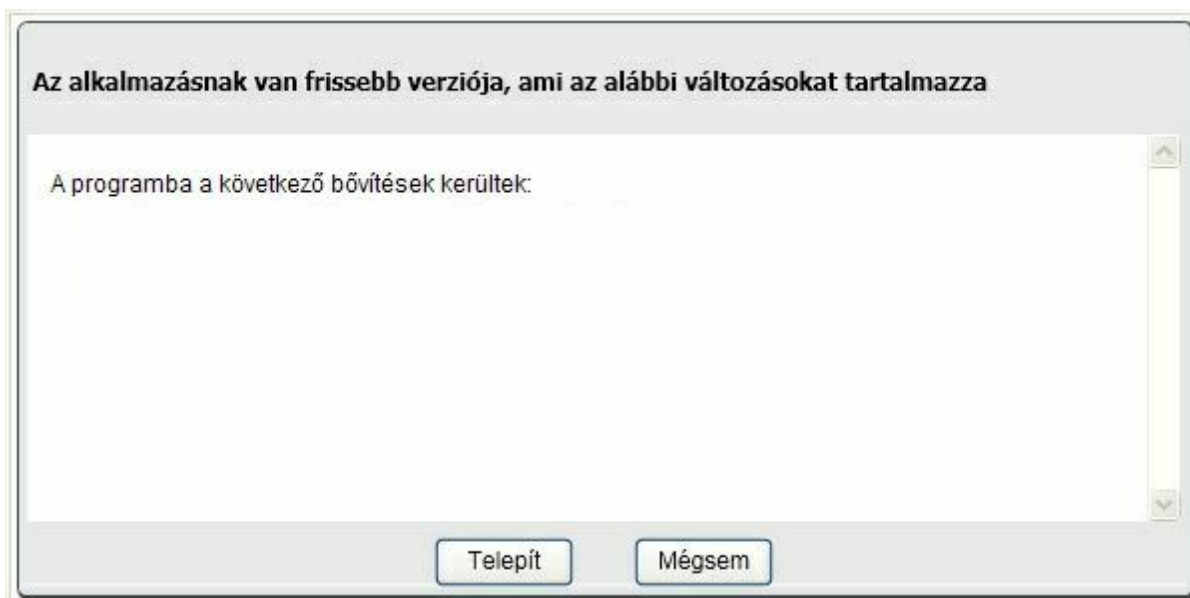 Az alkalmazásnak van frissebb verziója, ami az alábbi változásokat tartalmazza
A programba a következő bővítések kerültek:
Telepít
Mégsem